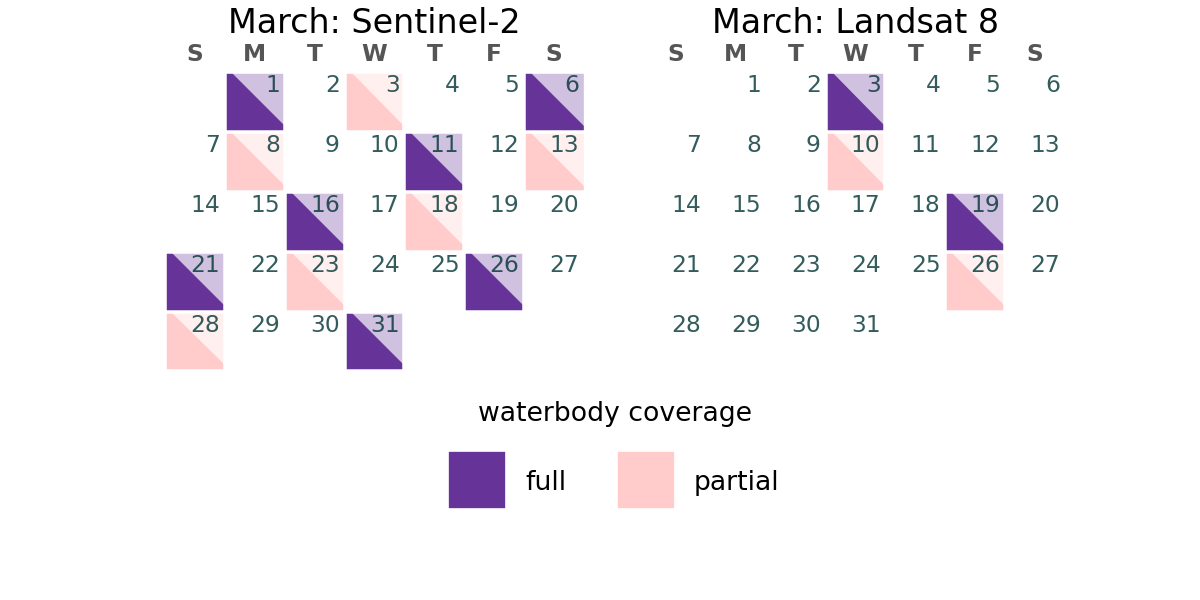 March: Sentinel-2
S M T W T F S
1 2 3 4 5 6
7 8 9 10 11 12 13
14 15 16 17 18 19 20
21 22 23 24 25 26 27
28 29 30 31
March: Landsat 8
S M T W T F S
1 2 3 4 5 6
7 8 9 10 11 12 13
14 15 16 17 18 19 20
21 22 23 24 25 26 27
28 29 30 31
waterbody coverage
full
partial